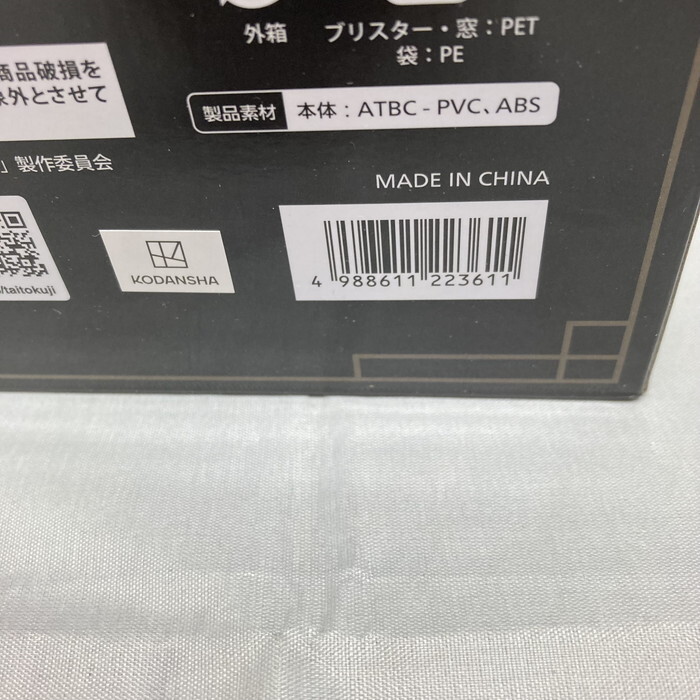 外箱 ブリスター・窓：PET
袋：PE
商品破損を
象外とさせて
製品素材 本体：ATBC-PVC、ABS
」製作委員会
MADE IN CHINA
/taitokuji
KODANSHA
4 988611 223611